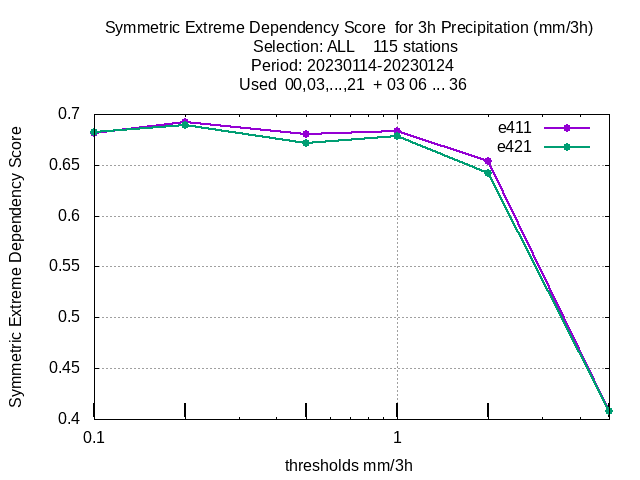 Symmetric Extreme Dependency Score  for 3h Precipitation (mm/3h)
Selection: ALL    115 stations
Period: 20230114-20230124
Used  00,03,...,21  + 03 06 ... 36
e411
e421
Symmetric Extreme Dependency Score
0.7
0.65
0.6
0.55
0.5
0.45
0.4
0.1
1
thresholds mm/3h